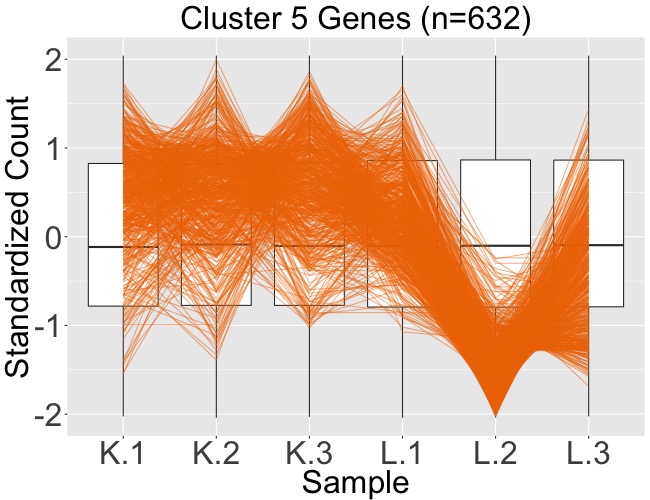 Cluster 5 Genes (n=632)
Standardized Count
2
1
0
-1
-2
K.1 K.2 K.3 L.1 L.2 L.3
Sample